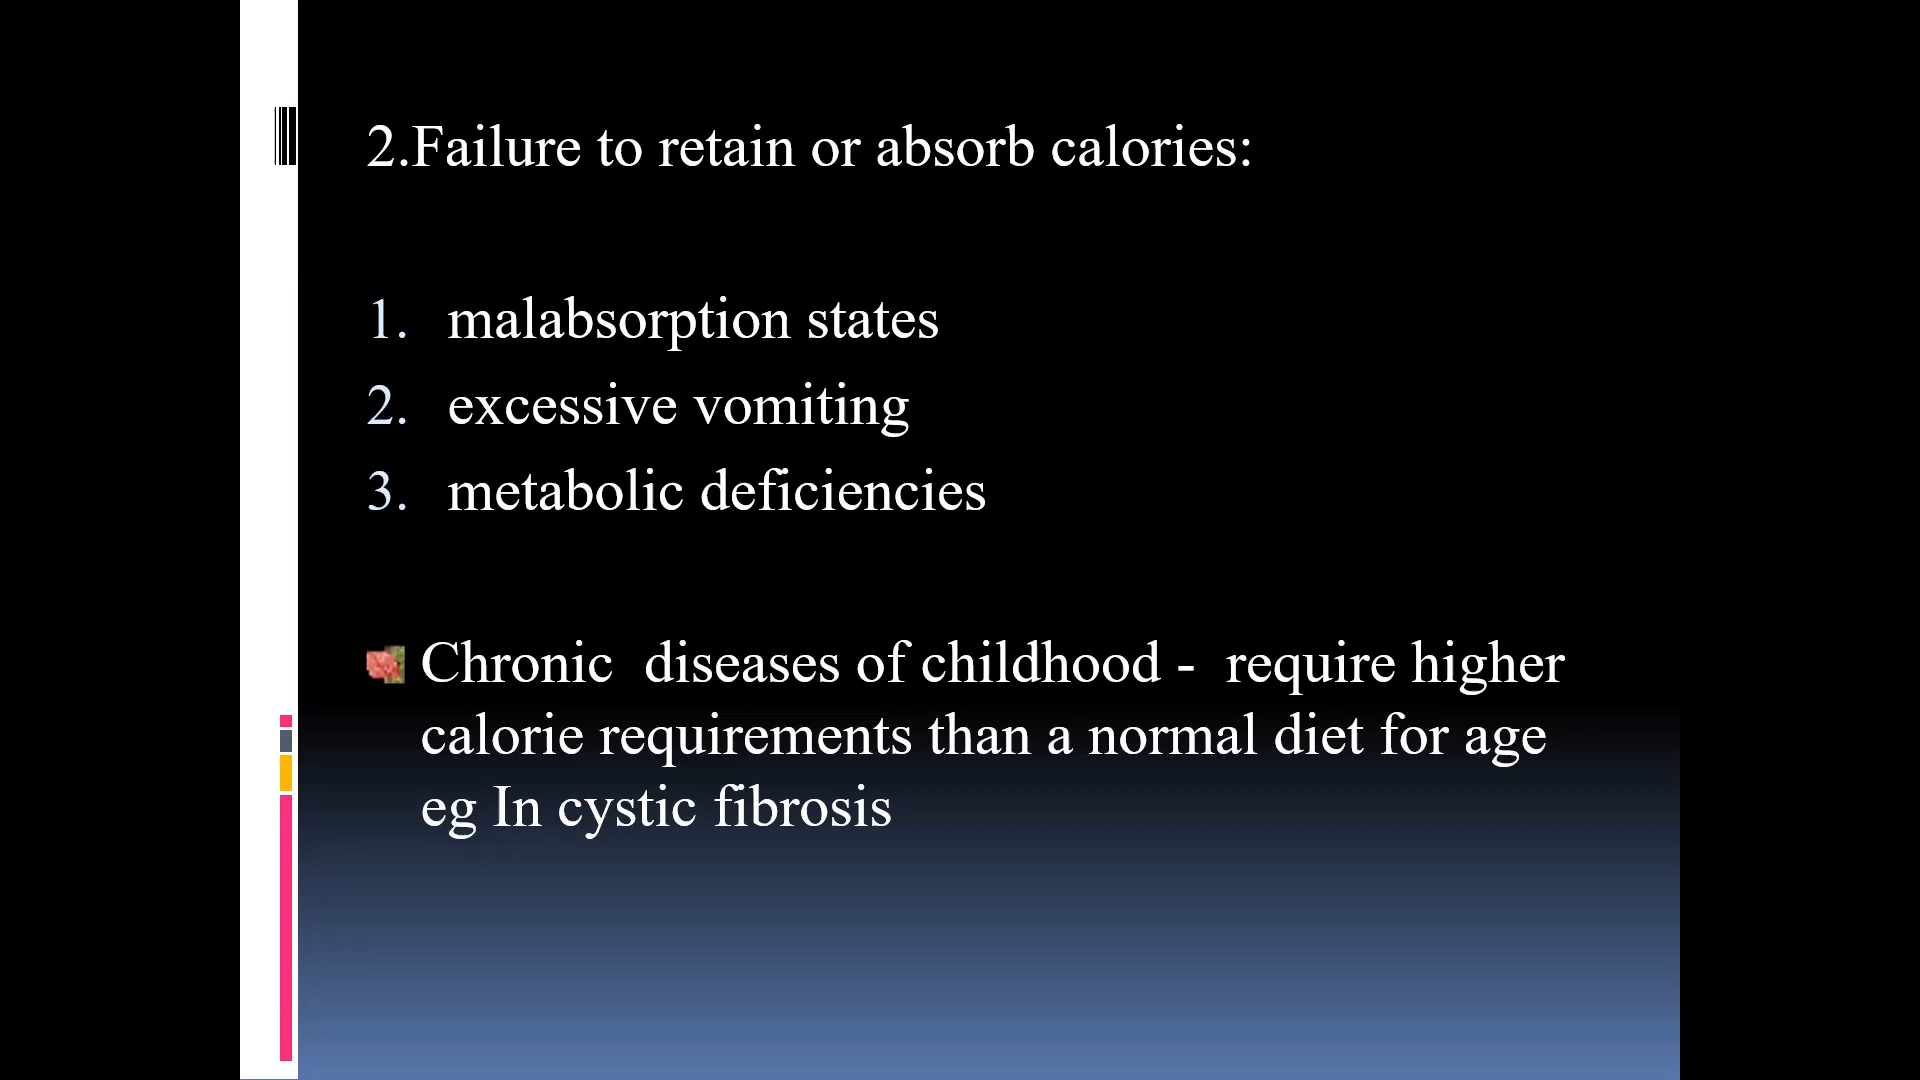 2.Failure to retain or absorb calories:
1. malabsorption states
2. excessive vomiting
3. metabolic deficiencies
Chronic  diseases of childhood -  require higher
calorie requirements than a normal diet for age
eg In cystic fibrosis